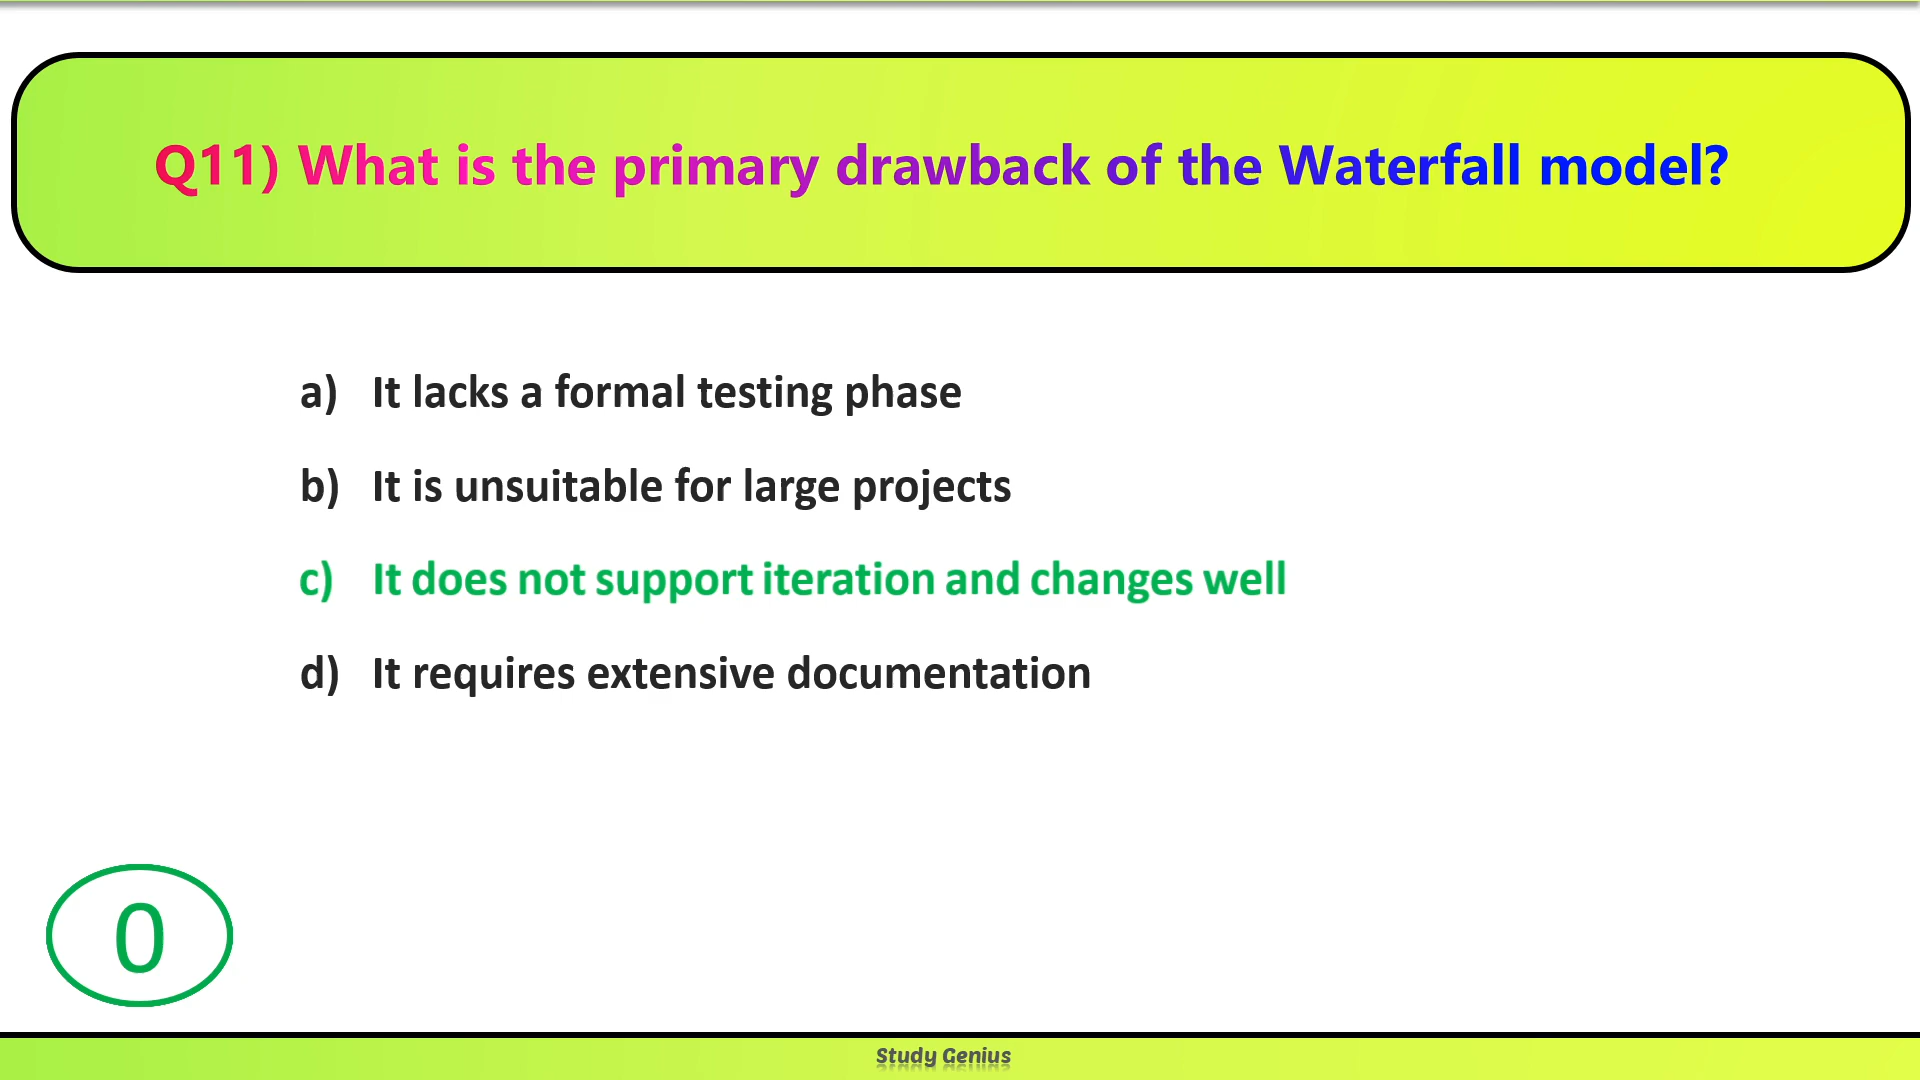 Q11) What is the primary drawback of the Waterfall model?
a) It lacks a formal testing phase
b) It is unsuitable for large projects
c) It does not support iteration and changes well
d) It requires extensive documentation
0
Study Genius